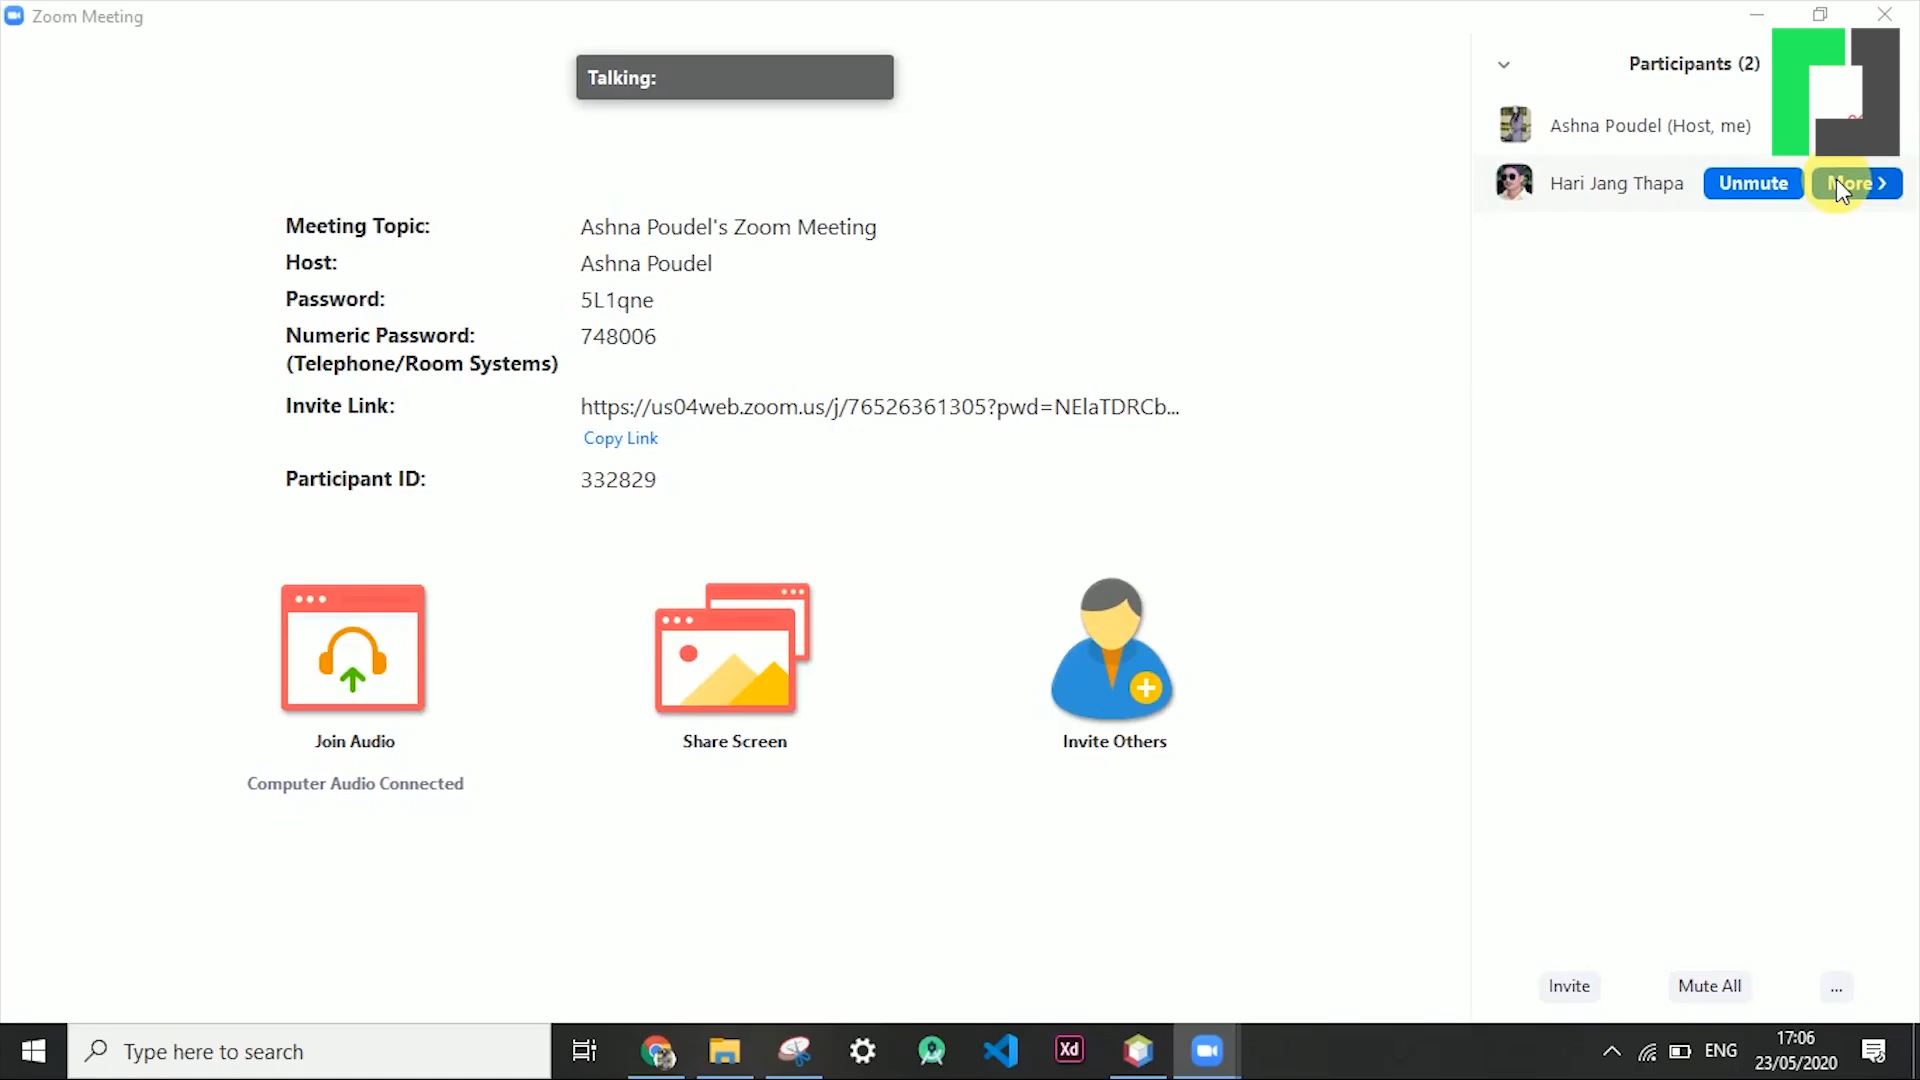 Zoom Meeting
Talking:
Participants (2)
Ashna Poudel (Host, me)
Hari Jang Thapa
Unmute
More
Meeting Topic:
Ashna Poudel's Zoom Meeting
Host:
Ashna Poudel
Password:
5L1qne
Numeric Password:
(Telephone/Room Systems)
748006
Invite Link:
https://us04web.zoom.us/j/76526361305?pwd=NElaTDRCb...
Copy Link
Participant ID:
332829
Join Audio
Share Screen
Invite Others
Computer Audio Connected
Invite
Mute All
...
Type here to search
Xd
ENG
17:06
23/05/2020